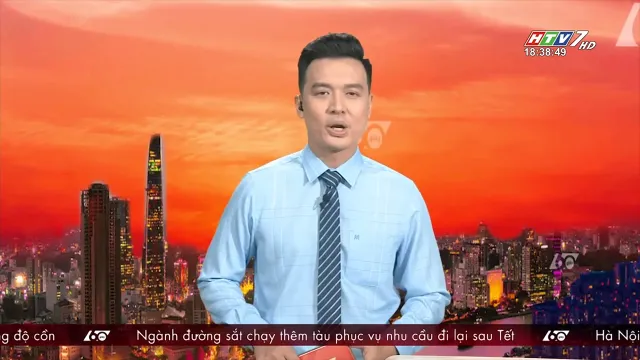 HTV7 HD
18:38:49
g độ cồn
60
Ngành đường sắt chạy thêm tàu phục vụ nhu cầu đi lại sau Tết
60
Hà Nội